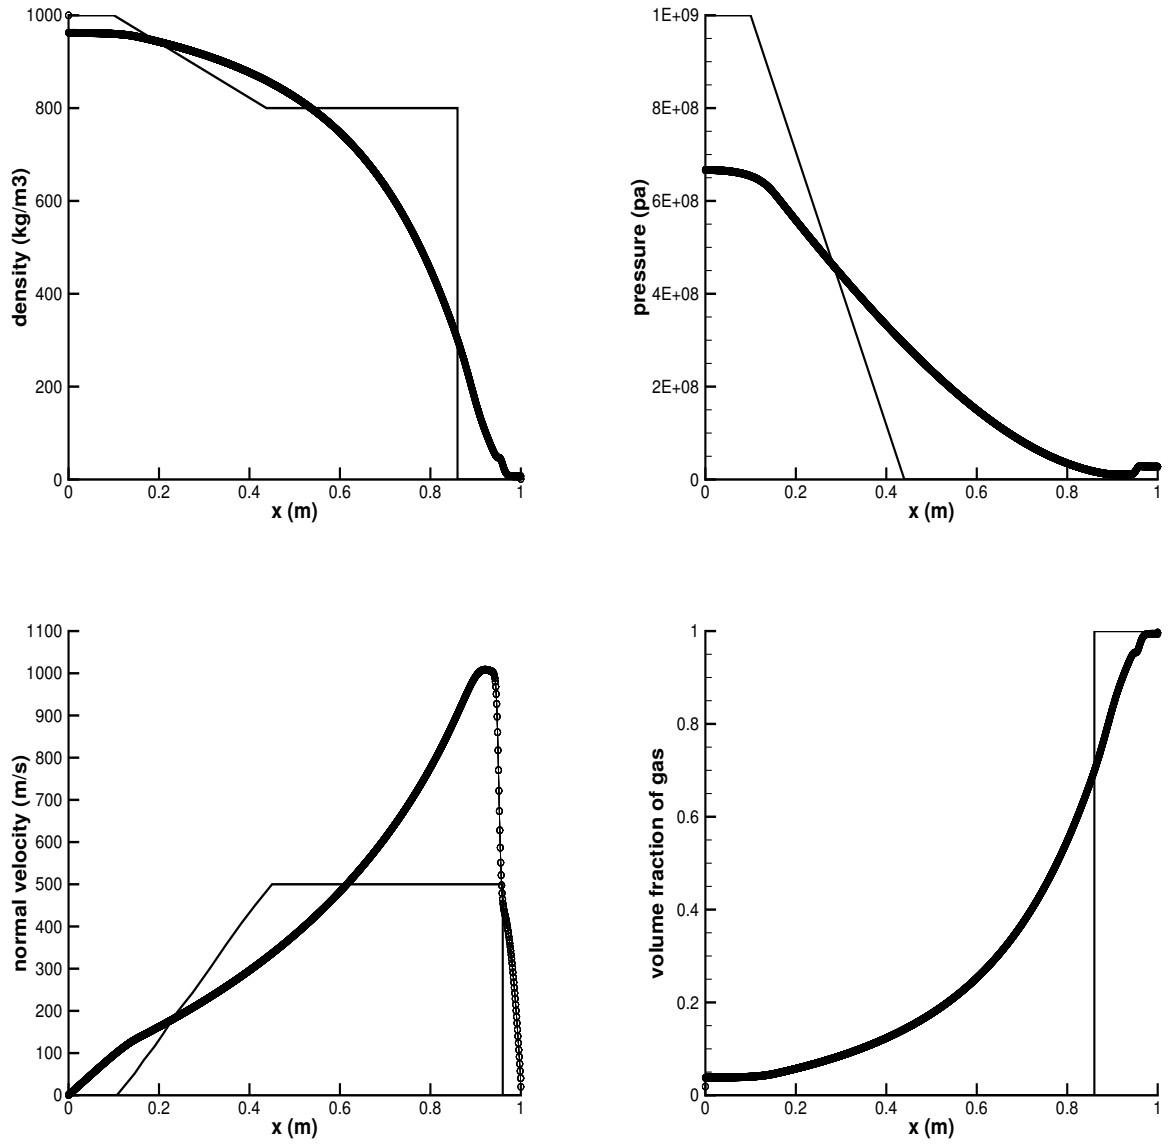 1000
800
600
400
200
0
density (kg/m3)
0 0.2 0.4 0.6 0.8 1
x (m)
1E+09
8E+08
6E+08
4E+08
2E+08
0
pressure (pa)
0 0.2 0.4 0.6 0.8 1
x (m)
1100
1000
900
800
700
600
500
400
300
200
100
0
normal velocity (m/s)
0 0.2 0.4 0.6 0.8 1
x (m)
1
0.8
0.6
0.4
0.2
0
volume fraction of gas
0 0.2 0.4 0.6 0.8 1
x (m)